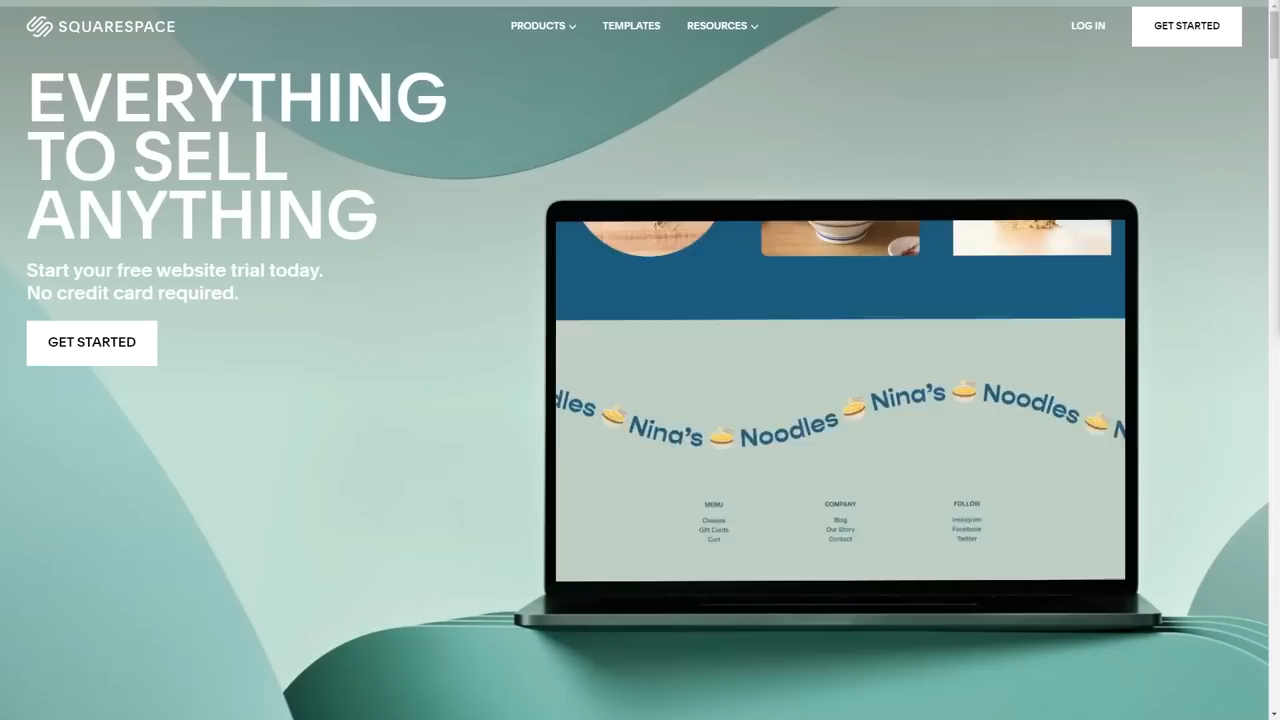 SQUARESPACE
PRODUCTS
TEMPLATES
RESOURCES
LOG IN
GET STARTED
EVERYTHING
TO SELL
ANYTHING
Start your free website trial today.
No credit card required.
GET STARTED
dles Nina's Noodles Nina's Noodles N
MENU
Classes
Gift Cards
Cart
COMPANY
Blog
Our Story
Contact
FOLLOW
Instagram
Facebook
Twitter